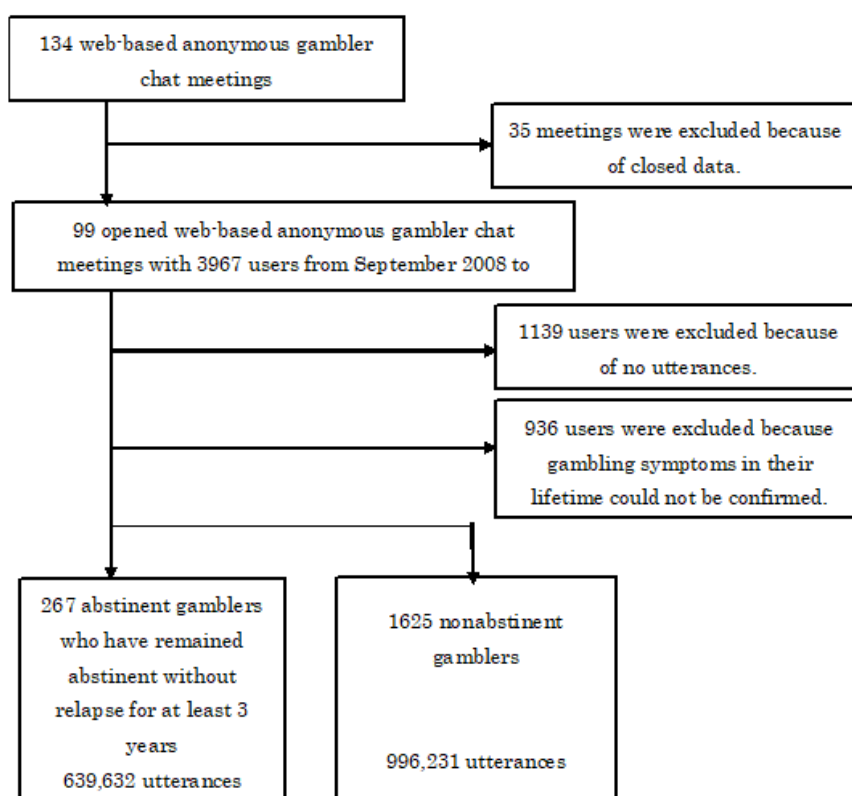 134 web-based anonymous gambler
chat meetings
35 meetings were excluded because
of closed data.
99 opened web-based anonymous gambler chat
meetings with 3967 users from September 2008 to
1139 users were excluded because
of no utterances.
936 users were excluded because
gambling symptoms in their
lifetime could not be confirmed.
267 abstinent gamblers
who have remained
abstinent without
relapse for at least 3
years
639,632 utterances
1625 nonabstinent
gamblers
996,231 utterances